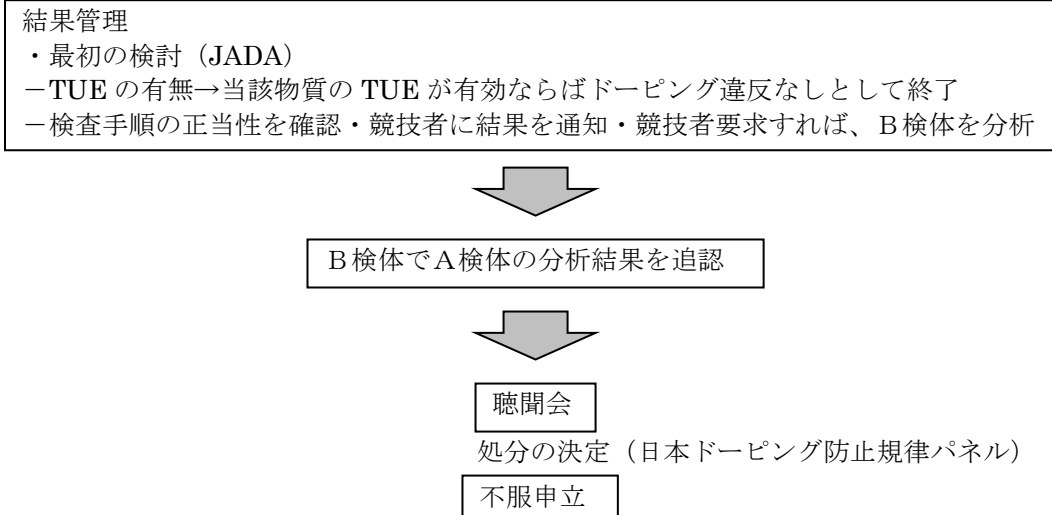 結果管理
・最初の検討（JADA）
－TUE の有無→当該物質の TUE が有効ならばドーピング違反なしとして終了
－検査手順の正当性を確認・競技者に結果を通知・競技者要求すれば、Ｂ検体を分析
Ｂ検体でＡ検体の分析結果を追認
聴聞会
処分の決定（日本ドーピング防止規律パネル）
不服申立